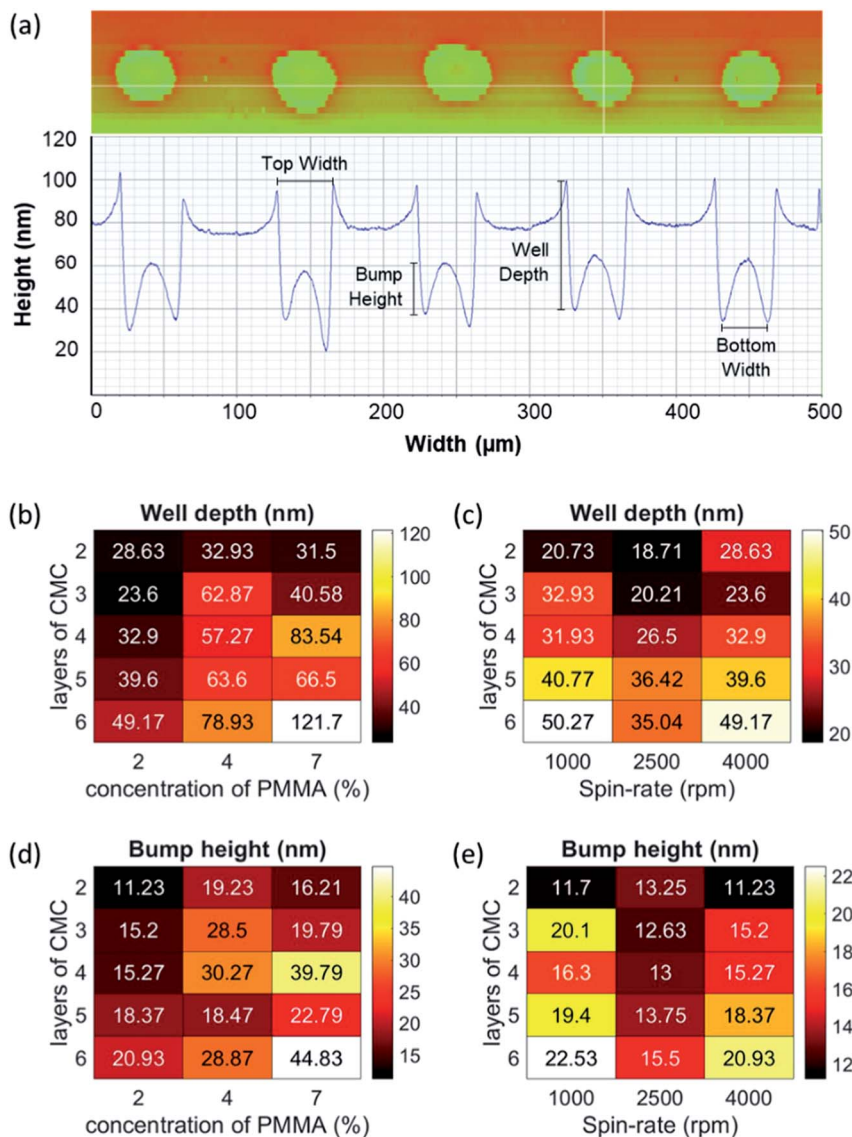 (a)
120
100
80
60
40
20
Height (nm)
Top Width
Bump
Height
Well
Depth
Bottom
Width
0 100 200 300 400 500
Width (µm)
(b)
Well depth (nm)
layers of CMC
2 28.63 32.93 31.5
3 23.6 62.87 40.58
4 32.9 57.27 83.54
5 39.6 63.6 66.5
6 49.17 78.93 121.7
2 4 7
concentration of PMMA (%)
120
100
80
60
40
(c)
Well depth (nm)
layers of CMC
2 20.73 18.71 28.63
3 32.93 20.21 23.6
4 31.93 26.5 32.9
5 40.77 36.42 39.6
6 50.27 35.04 49.17
1000 2500 4000
Spin-rate (rpm)
50
40
30
20
(d)
Bump height (nm)
layers of CMC
2 11.23 19.23 16.21
3 15.2 28.5 19.79
4 15.27 30.27 39.79
5 18.37 18.47 22.79
6 20.93 28.87 44.83
2 4 7
concentration of PMMA (%)
40
35
30
25
20
15
(e)
Bump height (nm)
layers of CMC
2 11.7 13.25 11.23
3 20.1 12.63 15.2
4 16.3 13 15.27
5 19.4 13.75 18.37
6 22.53 15.5 20.93
1000 2500 4000
Spin-rate (rpm)
22
20
18
16
14
12